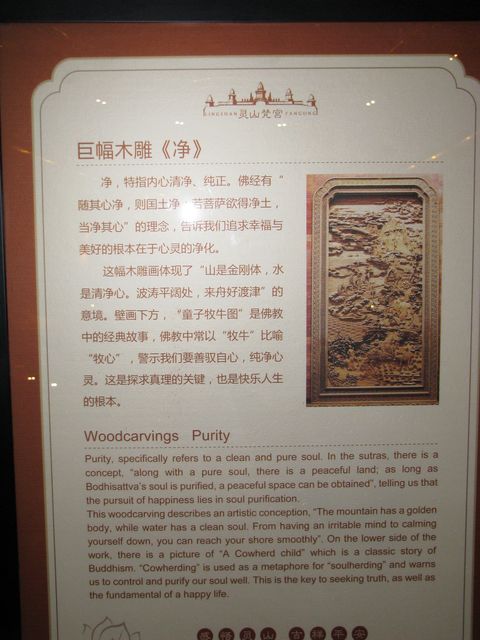 LINGSHAN 灵山梵宫 FANGONG
巨幅木雕《净》
净，特指内心清净、纯正。佛经有“
随其心净，则国土净，若菩萨欲得净土，
当净其心”的理念，告诉我们追求幸福与
美好的根本在于心灵的净化。
这幅木雕画体现了“山是金刚体，水
是清净心。波涛平阔处，来舟好渡津”的
意境。壁画下方，“童子牧牛图”是佛教
中的经典故事，佛教中常以“牧牛”比喻
“牧心”，警示我们要善驭自心，纯净心
灵。这是探求真理的关键，也是快乐人生
的根本。
Woodcarvings Purity
Purity, specifically refers to a clean and pure soul. In the sutras, there is a
concept, “along with a pure soul, there is a peaceful land; as long as
Bodhisattva's soul is purified, a peaceful space can be obtained”, telling us that
the pursuit of happiness lies in soul purification.
This woodcarving describes an artistic conception, “The mountain has a golden
body, while water has a clean soul. From having an irritable mind to calming
yourself down, you can reach your shore smoothly”. On the lower side of the
work, there is a picture of “A Cowherd child” which is a classic story of
Buddhism. “Cowherding” is used as a metaphor for “soulherding” and warns
us to control and purify our soul well. This is the key to seeking truth, as well as
the fundamental of a happy life.
感悟灵山 吉祥平安